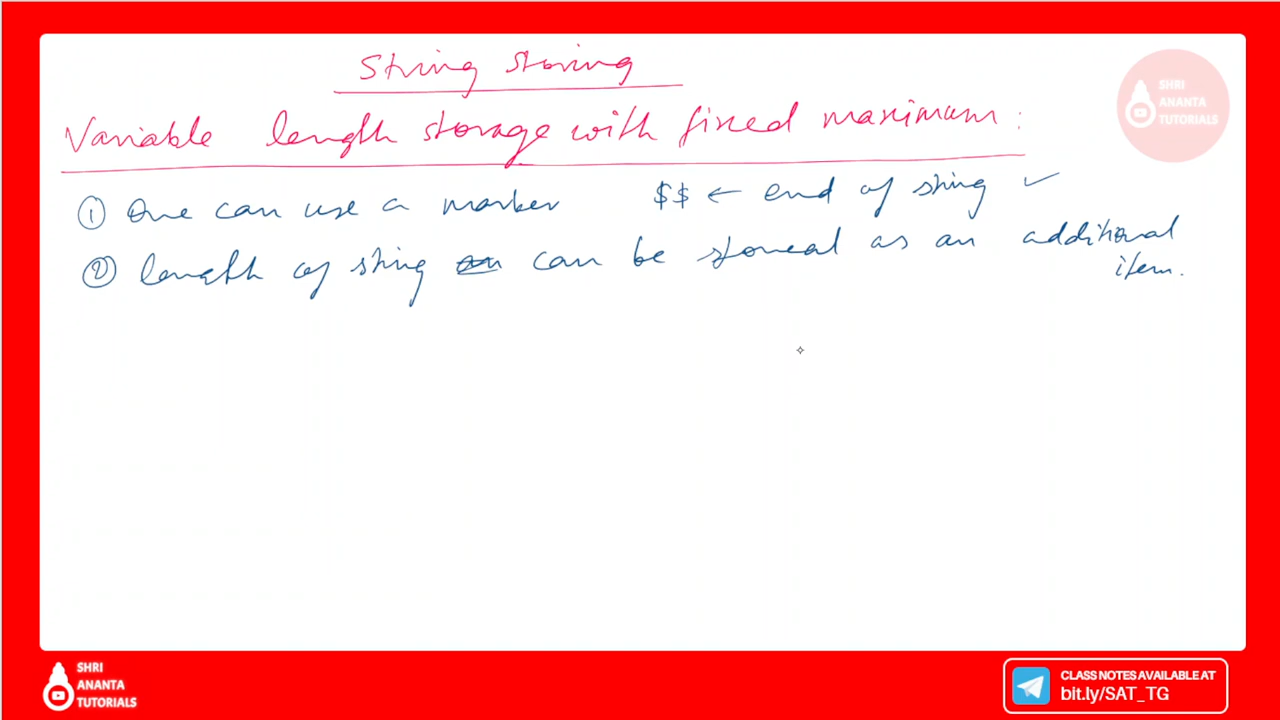 String storing
SHRI
ANANTA
TUTORIALS
Variable length storage with fixed maximum :
① One can use a marker $$ ← end of string ✓
② length of string can be stored as an additional
item.
SHRI
ANANTA
TUTORIALS
CLASS NOTES AVAILABLE AT
bit.ly/SAT_TG